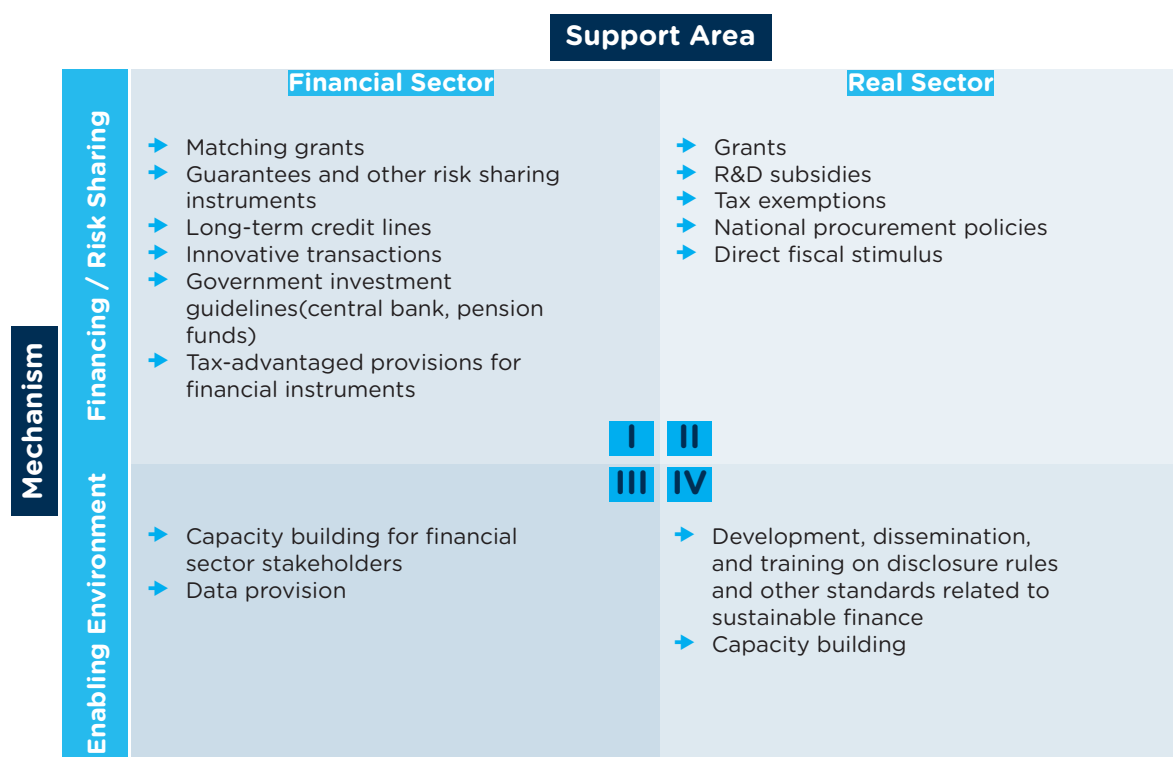 Support Area
Financial Sector
Real Sector
Mechanism
Financing / Risk Sharing
Matching grants
Guarantees and other risk sharing
instruments
Long-term credit lines
Innovative transactions
Government investment
guidelines(central bank, pension
funds)
Tax-advantaged provisions for
financial instruments
I
Grants
R&D subsidies
Tax exemptions
National procurement policies
Direct fiscal stimulus
II
Enabling Environment
III
Capacity building for financial
sector stakeholders
Data provision
IV
Development, dissemination,
and training on disclosure rules
and other standards related to
sustainable finance
Capacity building